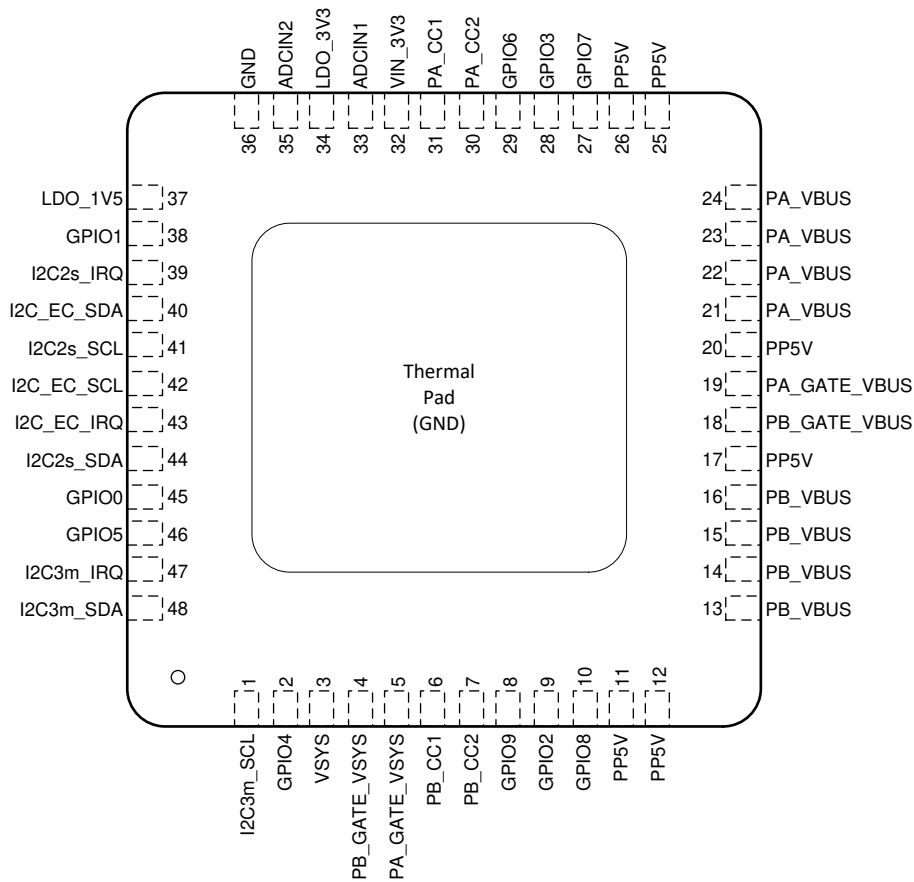 GND
ADCIN2
LDO_3V3
ADCIN1
VIN_3V3
PA_CC1
PA_CC2
GPIO6
GPIO3
GPIO7
PP5V
PP5V
36
35
34
33
32
31
30
29
28
27
26
25
LDO_1V5 37
GPIO1 38
I2C2s_IRQ 39
I2C_EC_SDA 40
I2C2s_SCL 41
I2C_EC_SCL 42
I2C_EC_IRQ 43
I2C2s_SDA 44
GPIO0 45
GPIO5 46
I2C3m_IRQ 47
I2C3m_SDA 48
Thermal
Pad
(GND)
24 PA_VBUS
23 PA_VBUS
22 PA_VBUS
21 PA_VBUS
20 PP5V
19 PA_GATE_VBUS
18 PB_GATE_VBUS
17 PP5V
16 PB_VBUS
15 PB_VBUS
14 PB_VBUS
13 PB_VBUS
1
2
3
4
5
6
7
8
9
10
11
12
I2C3m_SCL
GPIO4
VSYS
PB_GATE_VSYS
PA_GATE_VSYS
PB_CC1
PB_CC2
GPIO9
GPIO2
GPIO8
PP5V
PP5V